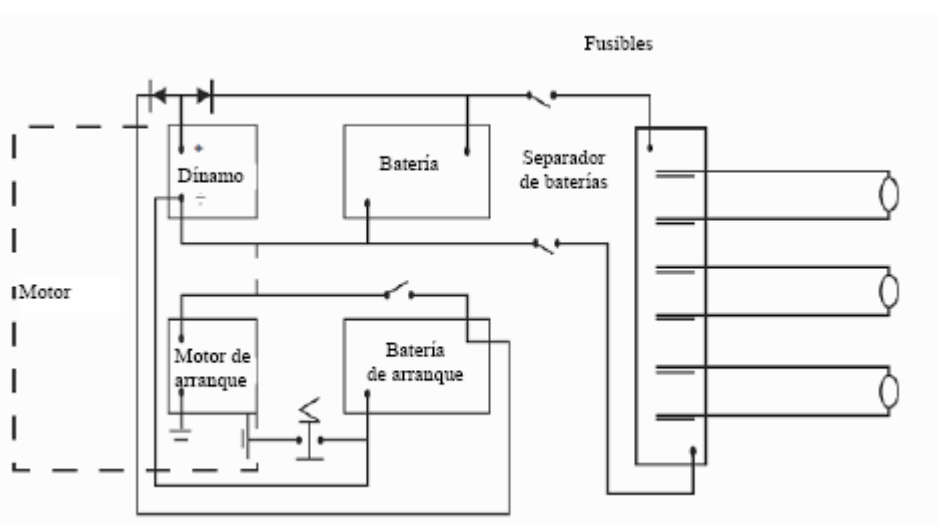 Fusibles
Dínamo
+
Batería
Separador
de baterías
Motor
Motor de
arranque
Batería
de arranque